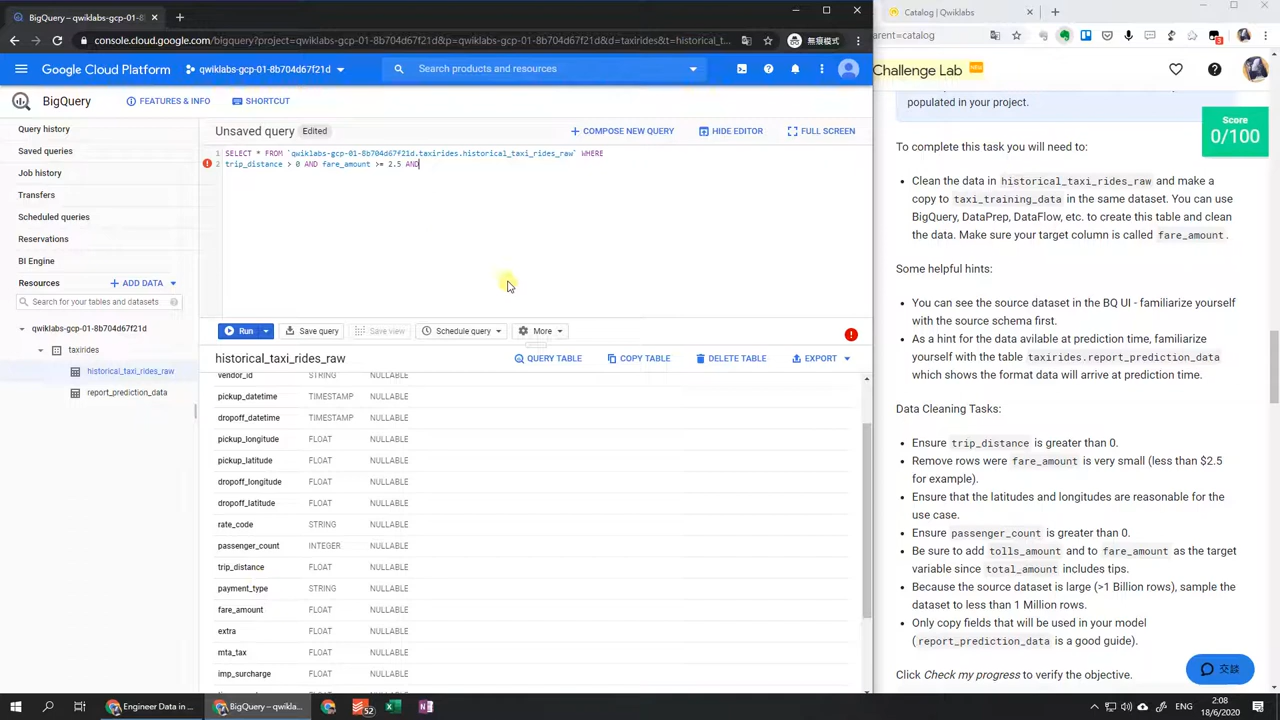 BigQuery – qwiklabs-gcp-01-8b
Catalog | Qwiklabs
console.cloud.google.com/bigquery?project=qwiklabs-gcp-01-8b704d67f21d&p=qwiklabs-gcp-01-8b704d67f21d&d=taxirides&t=historical_t...
無痕模式
arent=catalog
3
Google Cloud Platform
qwiklabs-gcp-01-8b704d67f21d
Search products and resources
Challenge Lab
NEW
BigQuery
FEATURES & INFO
SHORTCUT
Query history
Saved queries
Job history
Transfers
Scheduled queries
Reservations
BI Engine
Resources
ADD DATA
Search for your tables and datasets
qwiklabs-gcp-01-8b704d67f21d
taxirides
historical_taxi_rides_raw
report_prediction_data
Unsaved query
Edited
COMPOSE NEW QUERY
HIDE EDITOR
FULL SCREEN
1 SELECT * FROM `qwiklabs-gcp-01-8b704d67f21d.taxirides.historical_taxi_rides_raw` WHERE
2 trip_distance > 0 AND fare_amount >= 2.5 AND
Run
Save query
Save view
Schedule query
More
historical_taxi_rides_raw
QUERY TABLE
COPY TABLE
DELETE TABLE
EXPORT
vendor_id STRING NULLABLE
pickup_datetime TIMESTAMP NULLABLE
dropoff_datetime TIMESTAMP NULLABLE
pickup_longitude FLOAT NULLABLE
pickup_latitude FLOAT NULLABLE
dropoff_longitude FLOAT NULLABLE
dropoff_latitude FLOAT NULLABLE
rate_code STRING NULLABLE
passenger_count INTEGER NULLABLE
trip_distance FLOAT NULLABLE
payment_type STRING NULLABLE
fare_amount FLOAT NULLABLE
extra FLOAT NULLABLE
mta_tax FLOAT NULLABLE
imp_surcharge FLOAT NULLABLE
populated in your project.
Score
0/100
To complete this task you will need to:
Clean the data in historical_taxi_rides_raw and make a
copy to taxi_training_data in the same dataset. You can use
BigQuery, DataPrep, DataFlow, etc. to create this table and clean
the data. Make sure your target column is called fare_amount.
Some helpful hints:
You can see the source dataset in the BQ UI - familiarize yourself
with the source schema first.
As a hint for the data avilable at prediction time, familiarize
yourself with the table taxirides.report_prediction_data
which shows the format data will arrive at prediction time.
Data Cleaning Tasks:
Ensure trip_distance is greater than 0.
Remove rows were fare_amount is very small (less than $2.5
for example).
Ensure that the latitudes and longitudes are reasonable for the
use case.
Ensure passenger_count is greater than 0.
Be sure to add tolls_amount and to fare_amount as the target
variable since total_amount includes tips.
Because the source dataset is large (>1 Billion rows), sample the
dataset to less than 1 Million rows.
Only copy fields that will be used in your model
(report_prediction_data is a good guide).
Click Check my progress to verify the objective.
交談
Engineer Data in ...
BigQuery – qwikla...
52
ENG
2:08
18/6/2020